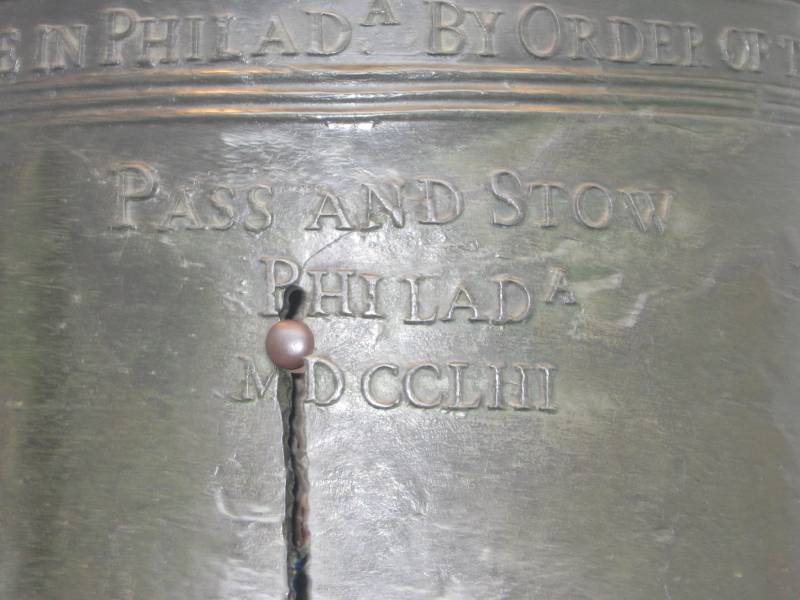 E IN PHILADA BY ORDER OF T
PASS AND STOW
PHILADA
MDCCLIII